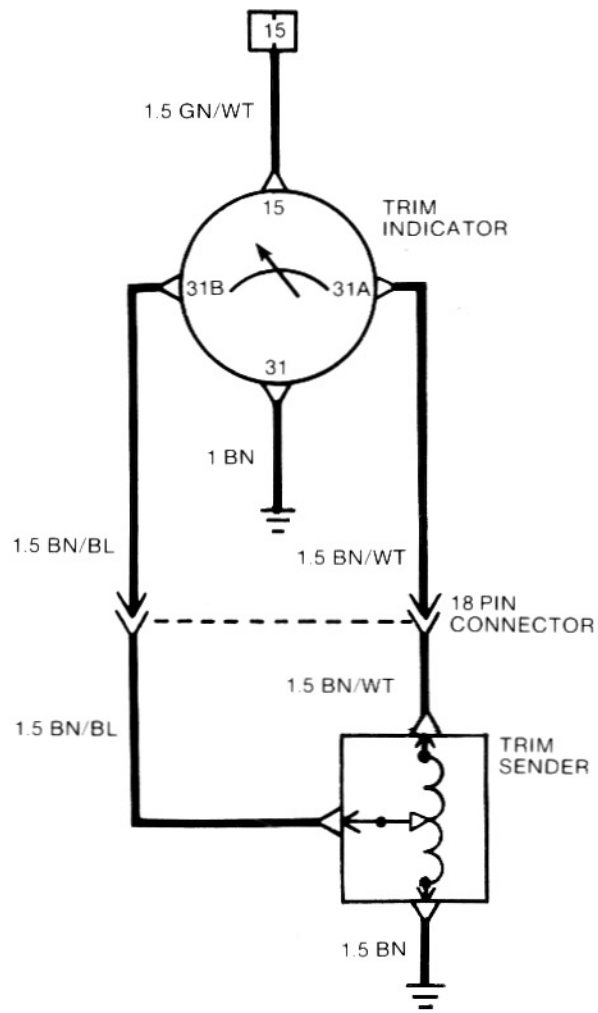 15
1.5 GN/WT
15
TRIM
INDICATOR
31B
31A
31
1 BN
1.5 BN/BL
1.5 BN/WT
18 PIN
CONNECTOR
1.5 BN/WT
1.5 BN/BL
TRIM
SENDER
1.5 BN